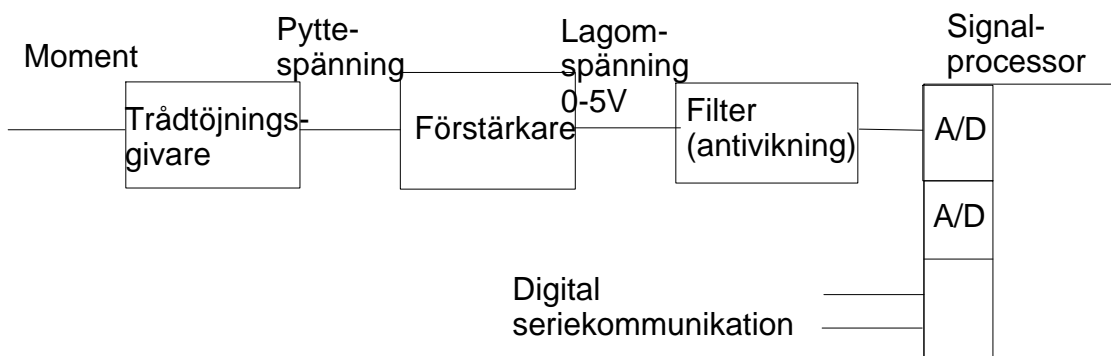 Moment
Pytte-
spänning
Lagom-
spänning
0-5V
Signal-
processor
Trådtöjnings-
givare
Förstärkare
Filter
(antivikning)
A/D
A/D
Digital
seriekommunikation